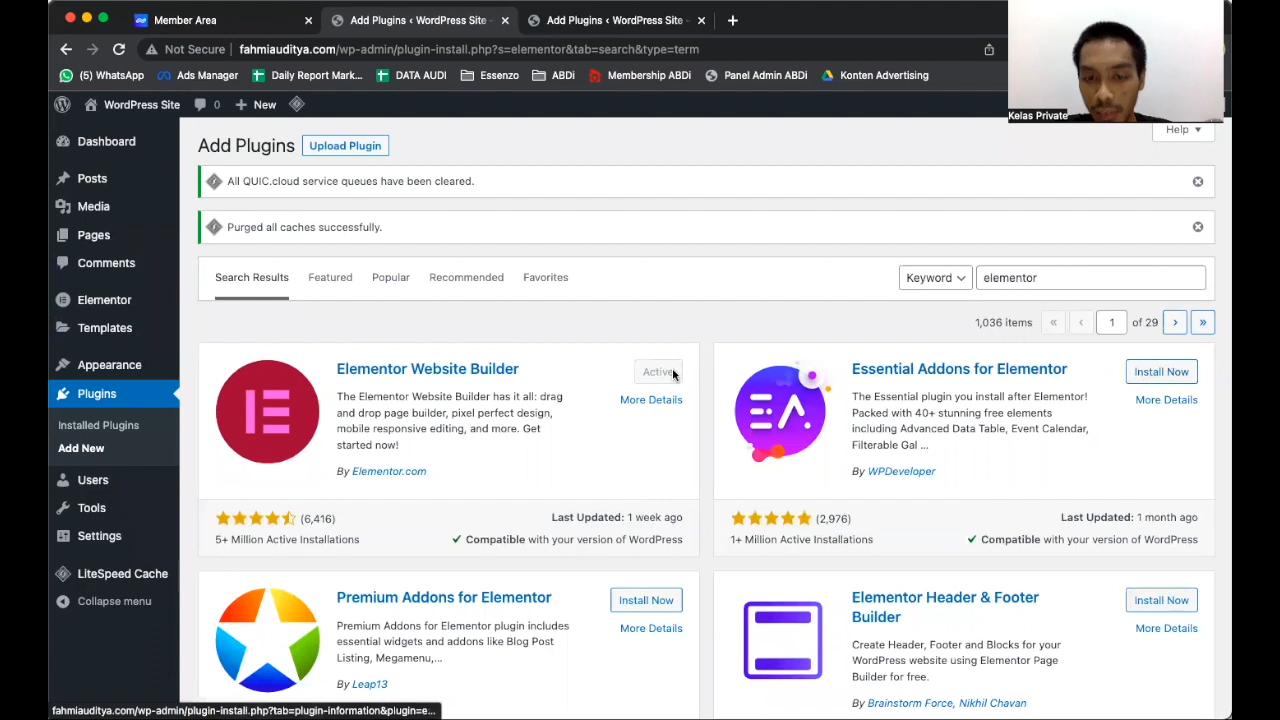 Member Area
Add Plugins ‹ WordPress Site -
Add Plugins ‹ WordPress Site -
Not Secure
fahmiauditya.com/wp-admin/plugin-install.php?s=elementor&tab=search&type=term
(5) WhatsApp
Ads Manager
Daily Report Mark...
DATA AUDI
Essenzo
ABDi
Membership ABDi
Panel Admin ABDi
Konten Advertising
Kelas Private
WordPress Site
0
New
Dashboard
Posts
Media
Pages
Comments
Elementor
Templates
Appearance
Plugins
Installed Plugins
Add New
Users
Tools
Settings
LiteSpeed Cache
Collapse menu
Help
Add Plugins
Upload Plugin
All QUIC.cloud service queues have been cleared.
Purged all caches successfully.
Search Results
Featured
Popular
Recommended
Favorites
Keyword
elementor
1,036 items
«
‹
1
of 29
›
»
Elementor Website Builder
Active
More Details
The Elementor Website Builder has it all: drag
and drop page builder, pixel perfect design,
mobile responsive editing, and more. Get
started now!
By Elementor.com
(6,416)
Last Updated: 1 week ago
5+ Million Active Installations
Compatible with your version of WordPress
Essential Addons for Elementor
Install Now
More Details
The Essential plugin you install after Elementor!
Packed with 40+ stunning free elements
including Advanced Data Table, Event Calendar,
Filterable Gal ...
By WPDeveloper
(2,976)
Last Updated: 1 month ago
1+ Million Active Installations
Compatible with your version of WordPress
Premium Addons for Elementor
Install Now
More Details
Premium Addons for Elementor plugin includes
essential widgets and addons like Blog Post
Listing, Megamenu,...
By Leap13
Elementor Header & Footer
Builder
Install Now
More Details
Create Header, Footer and Blocks for your
WordPress website using Elementor Page
Builder for free.
By Brainstorm Force, Nikhil Chavan
fahmiauditya.com/wp-admin/plugin-install.php?tab=plugin-information&plugin=e...